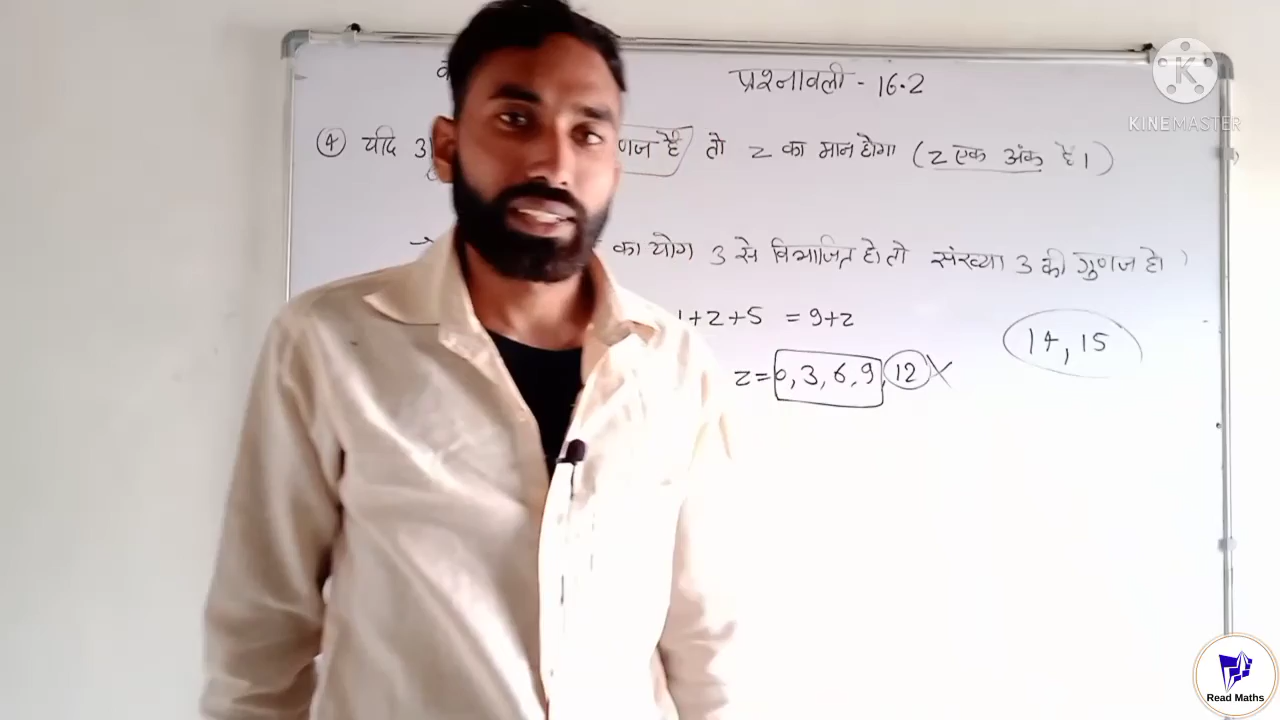 प्रश्नावली - 16.2
KINEMASTER
④ यदि 3 गुणज है तो z का मान होगा (z एक अंक है।)
का योग 3 से विभाजित हो तो संख्या 3 की गुणज हो
1+z+5 = 9+z
14, 15
z=0,3,6,9,12
Read Maths